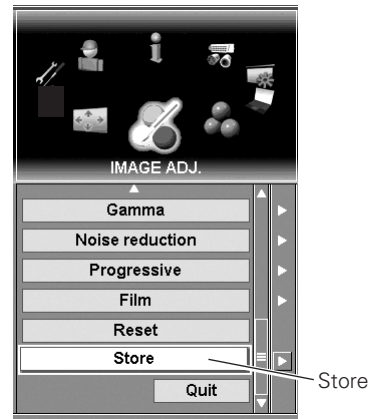 IMAGE ADJ.
Gamma
Noise reduction
Progressive
Film
Reset
Store
Store
Quit